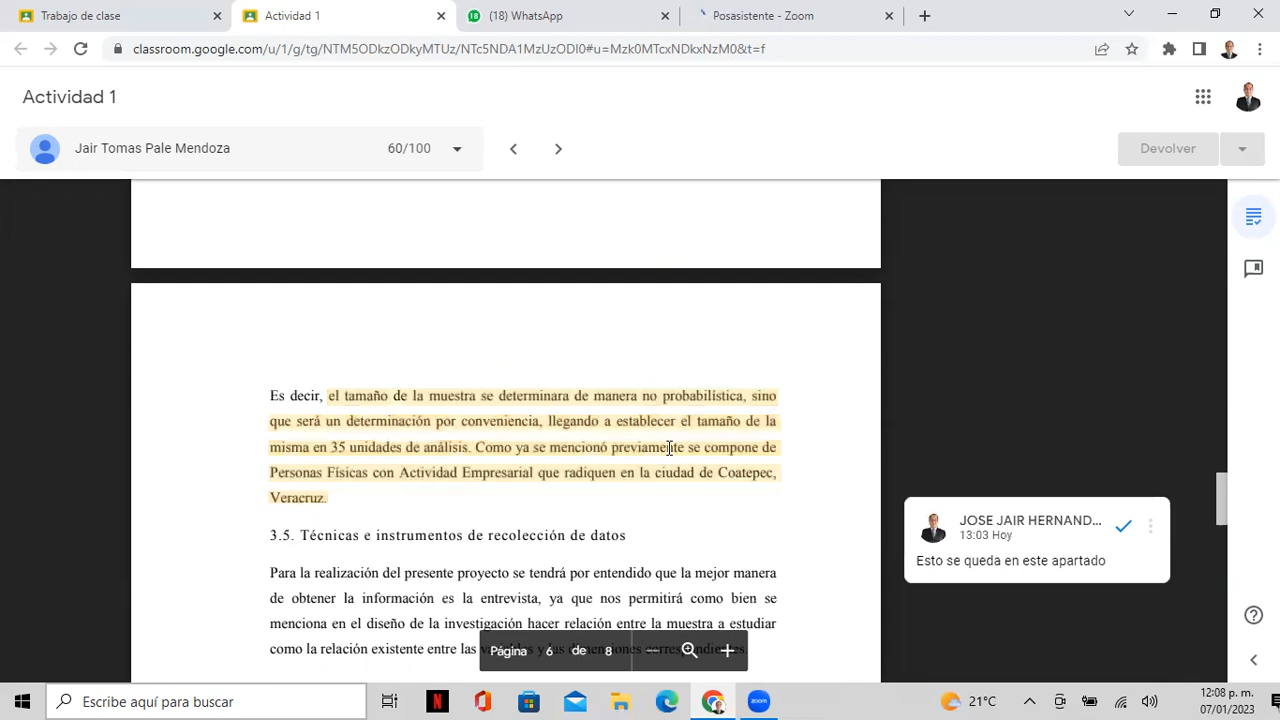 Trabajo de clase
Actividad 1
(18) WhatsApp
Posasistente - Zoom
classroom.google.com/u/1/g/tg/NTM5ODkzODkyMTUz/NTc5NDA1MzUzODI0#u=Mzk0MTcxNDkxNzM0&t=f
Actividad 1
Jair Tomas Pale Mendoza
60/100
Devolver
Es decir, el tamaño de la muestra se determinara de manera no probabilística, sino
que será un determinación por conveniencia, llegando a establecer el tamaño de la
misma en 35 unidades de análisis. Como ya se mencionó previamente se compone de
Personas Físicas con Actividad Empresarial que radiquen en la ciudad de Coatepec,
Veracruz.
JOSE JAIR HERNAND...
13:03 Hoy
Esto se queda en este apartado
3.5. Técnicas e instrumentos de recolección de datos
Para la realización del presente proyecto se tendrá por entendido que la mejor manera
de obtener la información es la entrevista, ya que nos permitirá como bien se
menciona en el diseño de la investigación hacer relación entre la muestra a estudiar
como la relación existente entre las variables y las dimensiones correspondientes.
Página 6 de 8
Escribe aquí para buscar
21°C
12:08 p. m.
07/01/2023